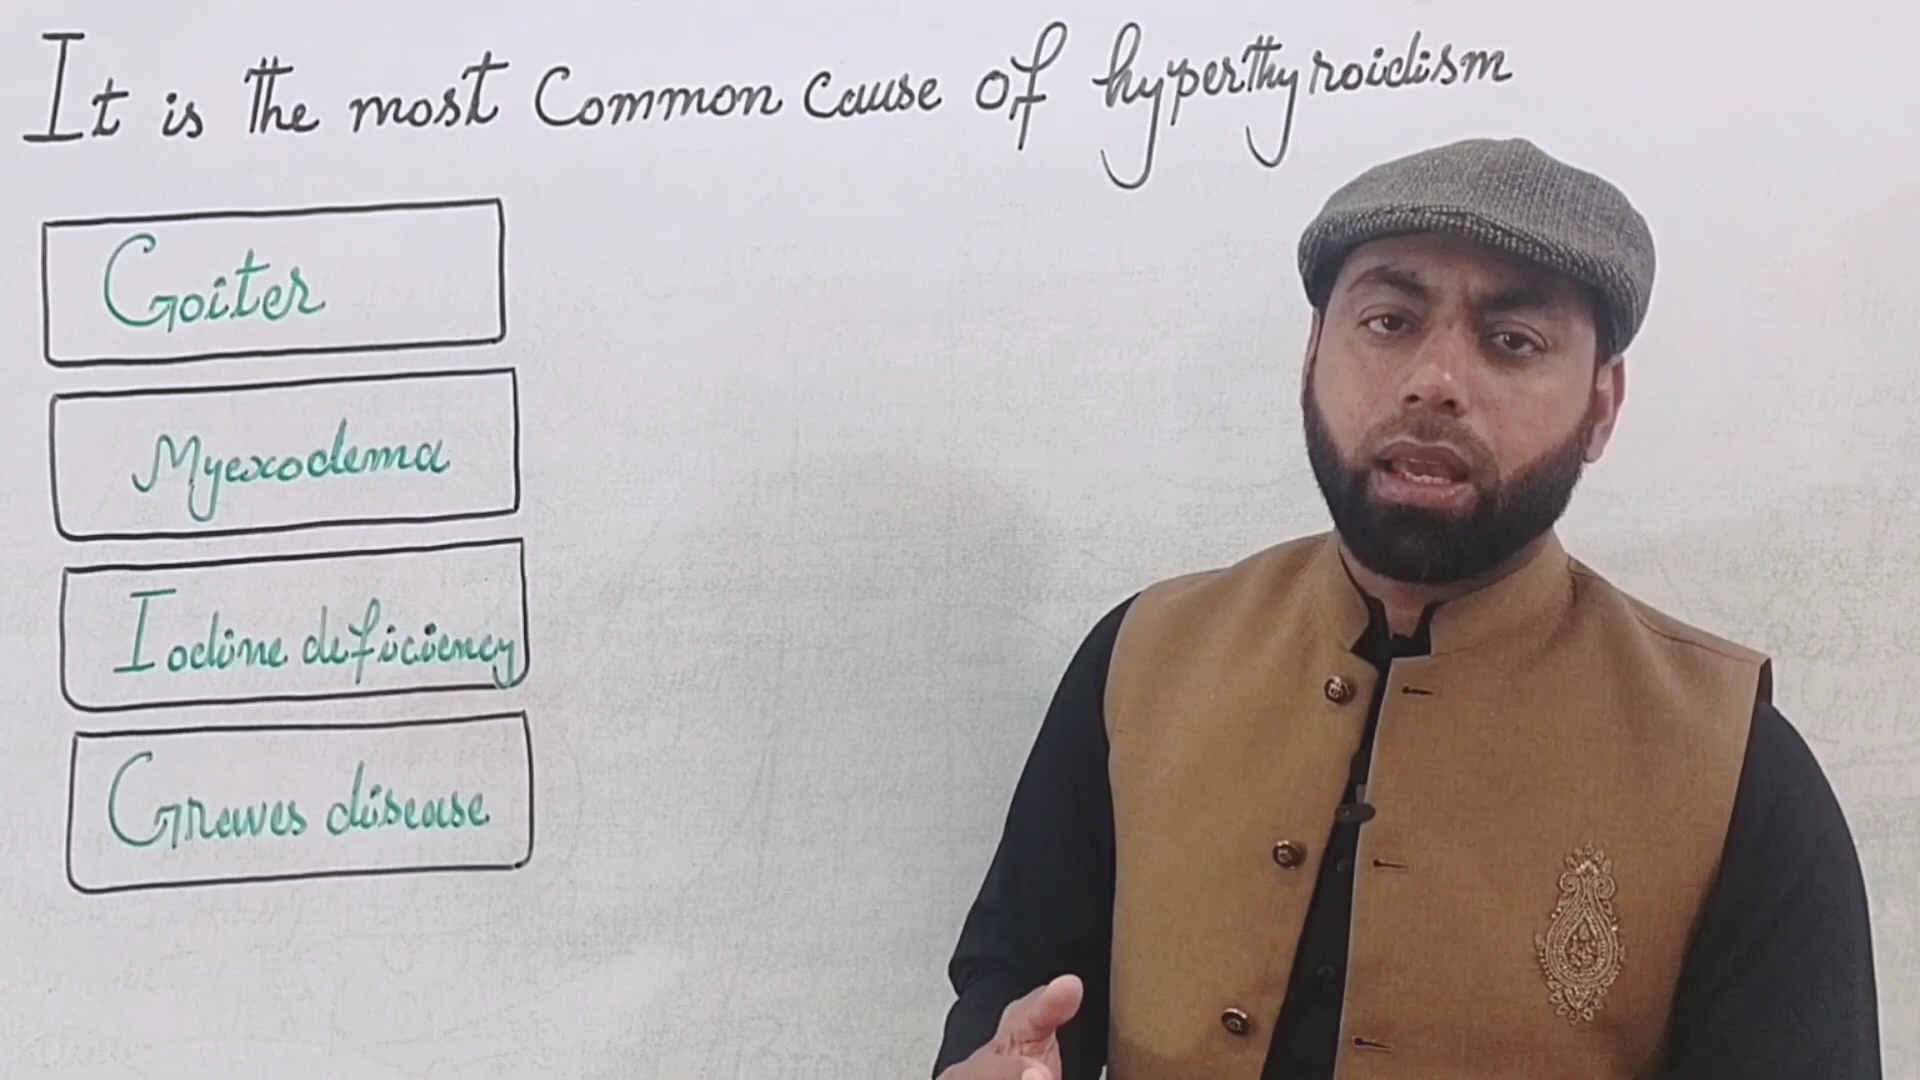 It is the most Common cause of hyperthyroidism
Goiter
Myexodema
Iodine deficiency
Graves disease